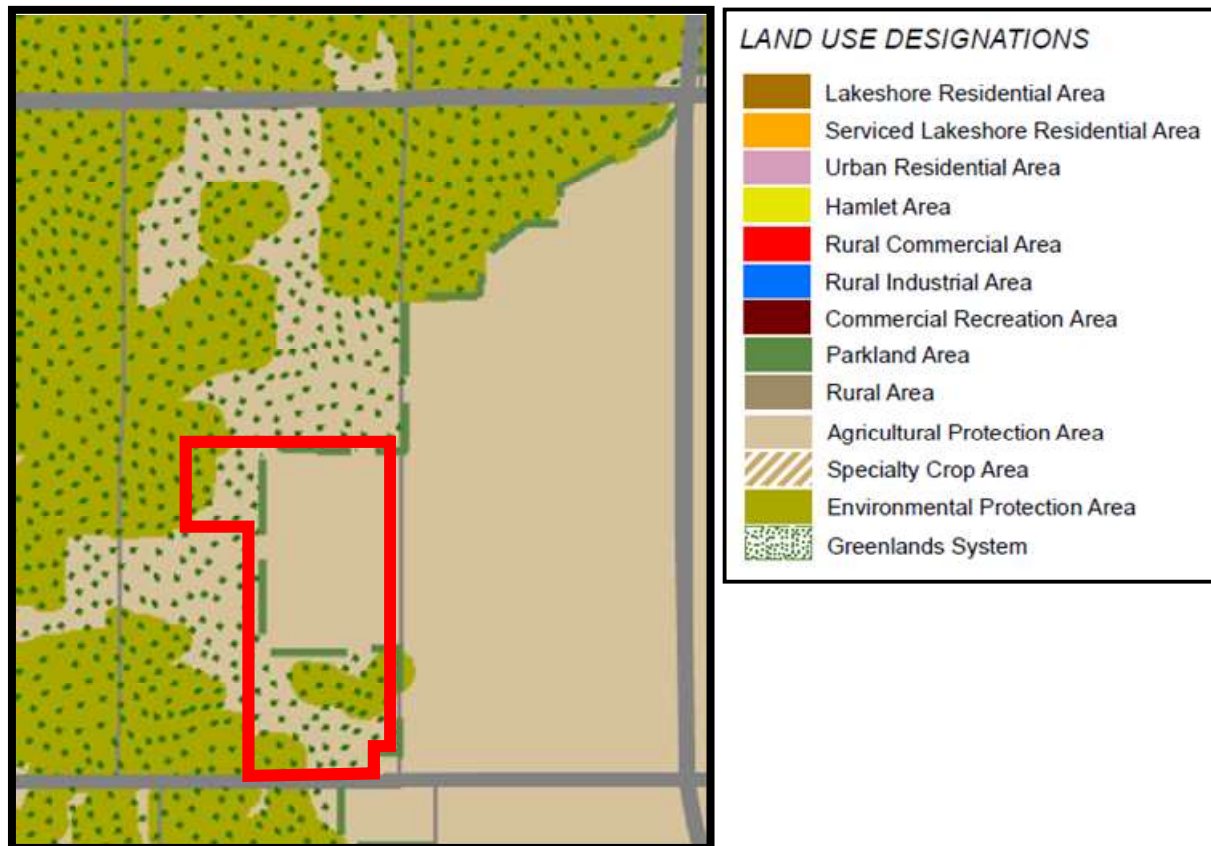 LAND USE DESIGNATIONS
Lakeshore Residential Area
Serviced Lakeshore Residential Area
Urban Residential Area
Hamlet Area
Rural Commercial Area
Rural Industrial Area
Commercial Recreation Area
Parkland Area
Rural Area
Agricultural Protection Area
Specialty Crop Area
Environmental Protection Area
Greenlands System